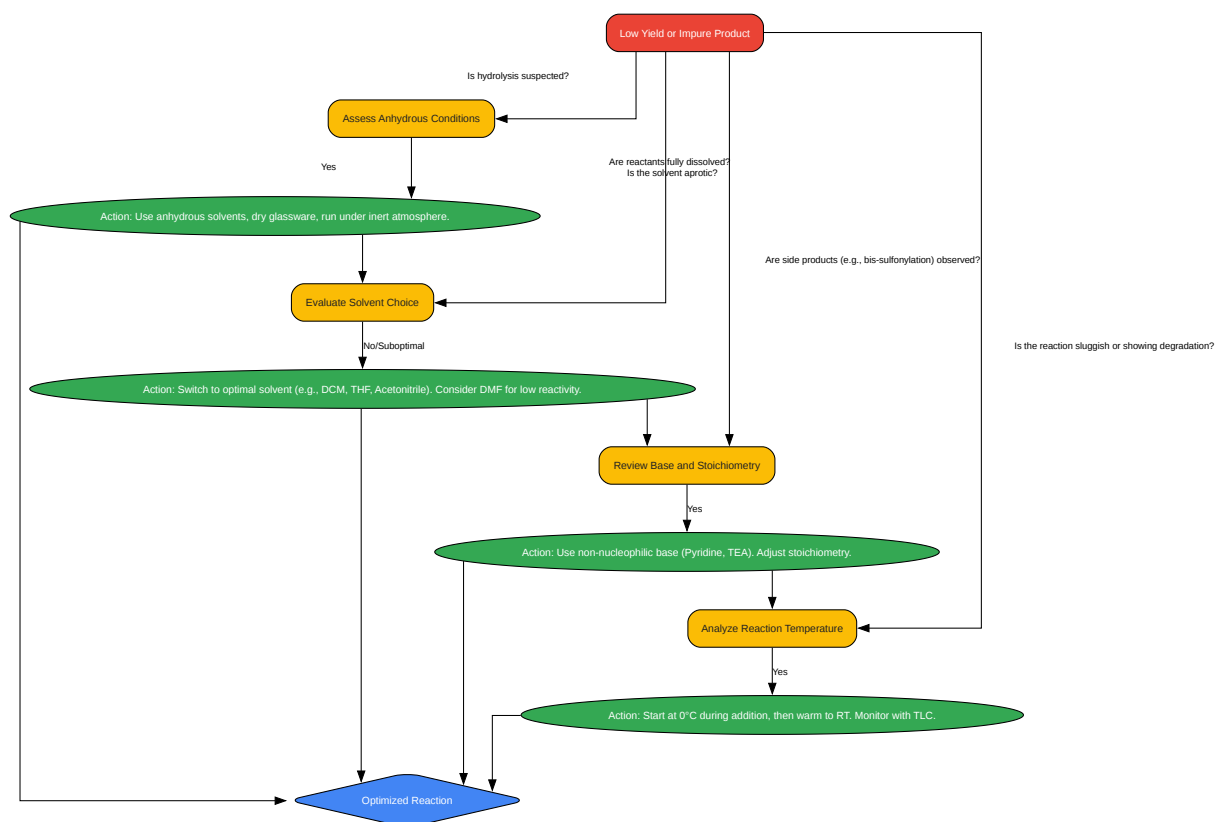 Low Yield or Impure Product
Is hydrolysis suspected?
Assess Anhydrous Conditions
Yes
Are reactants fully dissolved?
Is the solvent aprotic?
Action: Use anhydrous solvents, dry glassware, run under inert atmosphere.
Are side products (e.g., bis-sulfonylation) observed?
Evaluate Solvent Choice
No/Suboptimal
Is the reaction sluggish or showing degradation?
Action: Switch to optimal solvent (e.g., DCM, THF, Acetonitrile). Consider DMF for low reactivity.
Review Base and Stoichiometry
Yes
Action: Use non-nucleophilic base (Pyridine, TEA). Adjust stoichiometry.
Analyze Reaction Temperature
Yes
Action: Start at 0°C during addition, then warm to RT. Monitor with TLC.
Optimized Reaction